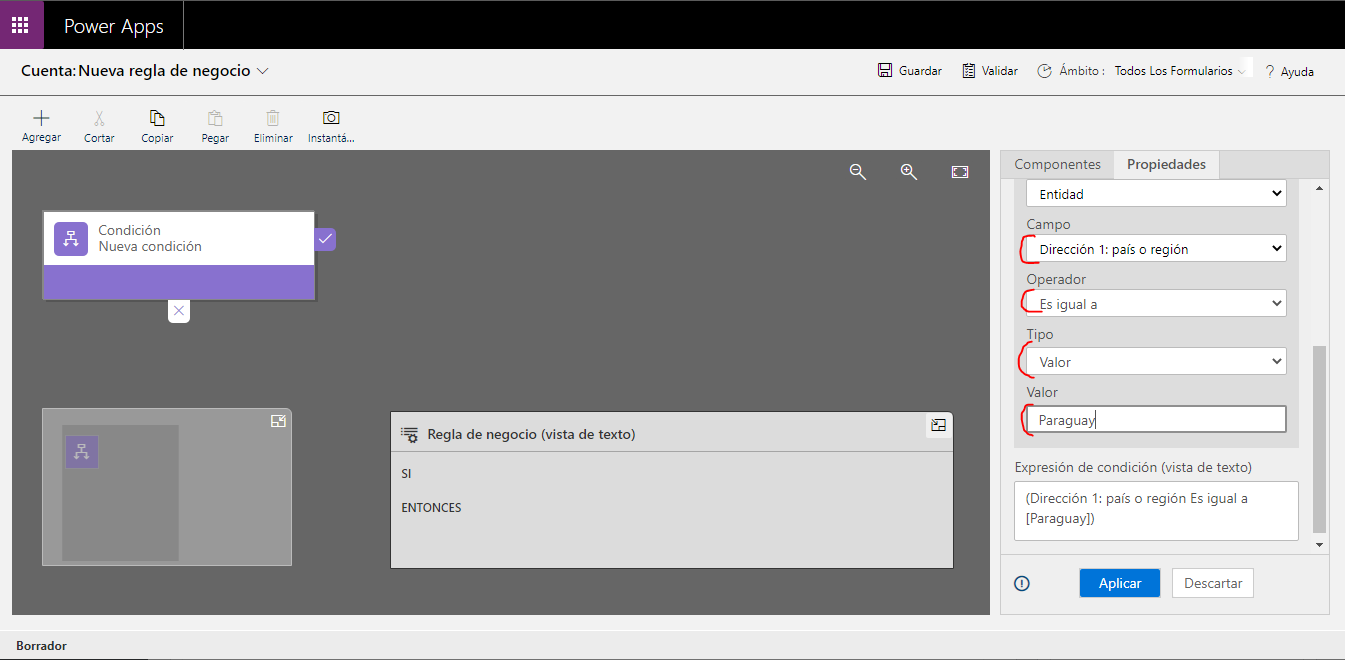 Power Apps
Cuenta: Nueva regla de negocio
Guardar
Validar
Ámbito :
Todos Los Formularios
? Ayuda
Agregar
Cortar
Copiar
Pegar
Eliminar
Instantá...
Condición
Nueva condición
Regla de negocio (vista de texto)
SI
ENTONCES
Componentes
Propiedades
Entidad
Campo
Dirección 1: país o región
Operador
Es igual a
Tipo
Valor
Valor
Paraguay
Expresión de condición (vista de texto)
(Dirección 1: país o región Es igual a
[Paraguay])
Aplicar
Descartar
Borrador